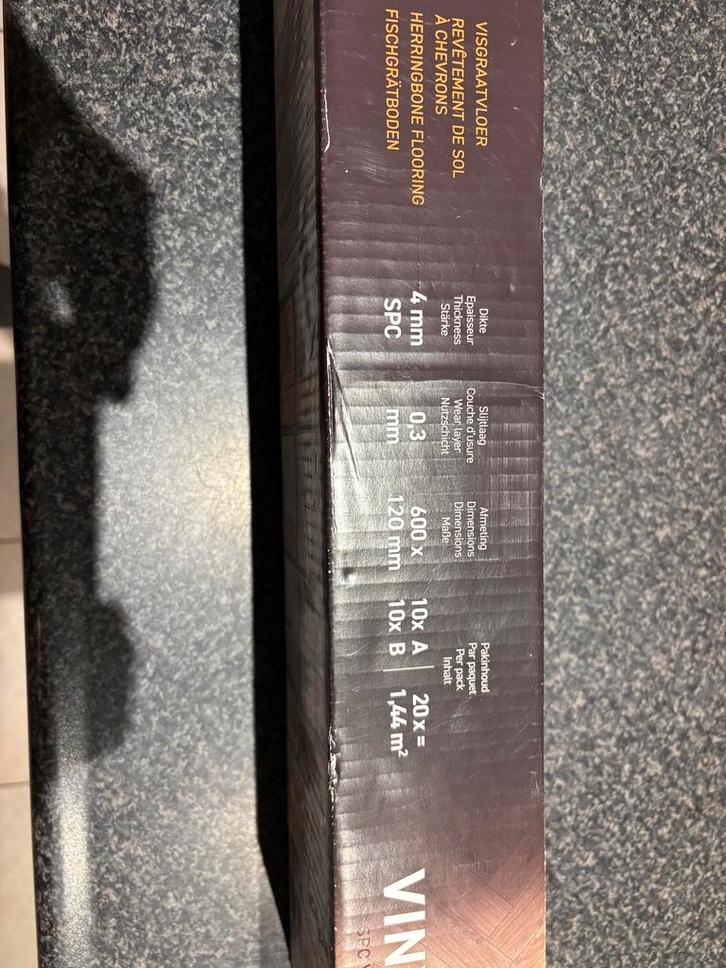 VISGRAATVLOER
REVÊTEMENT DE SOL
À CHEVRONS
HERRINGBONE FLOORING
FISCHGRÄTBODEN
Dikte
Epaisseur
Thickness
Stärke
4 mm
SPC
Slijtlaag
Couche d'usure
Wear layer
Nutzschicht
0,3
mm
Afmeting
Dimensions
Dimensions
Maße
600 x
120 mm
Pakinhoud
Par paquet
Per pack
Inhalt
10x A
10x B
20x =
1,44 m²
VIN
SPC